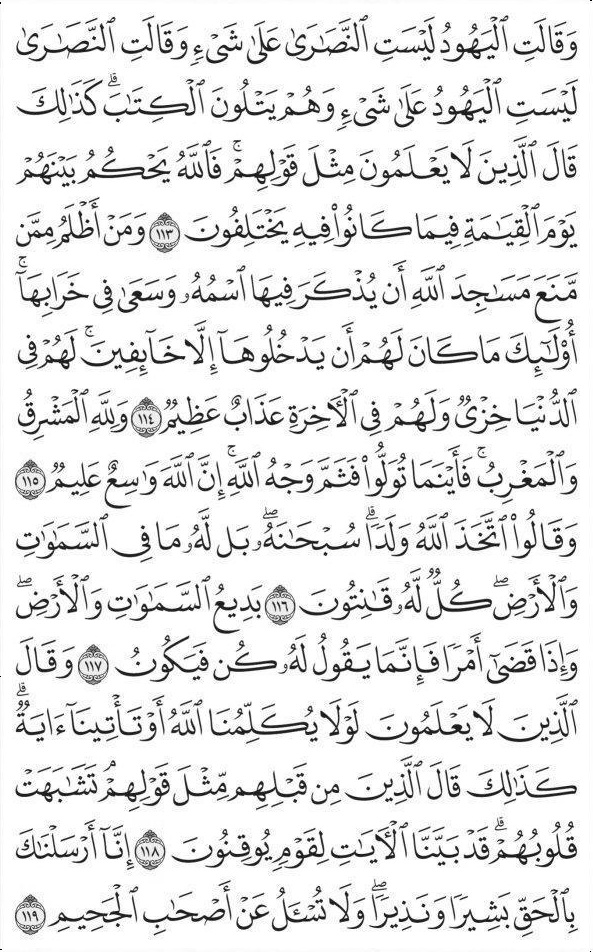 وَقَالَتِ ٱلۡيَهُودُ لَيۡسَتِ ٱلنَّصَٰرَىٰ عَلَىٰ شَيۡءٖ وَقَالَتِ ٱلنَّصَٰرَىٰ
لَيۡسَتِ ٱلۡيَهُودُ عَلَىٰ شَيۡءٖ وَهُمۡ يَتۡلُونَ ٱلۡكِتَٰبَۗ كَذَٰلِكَ
قَالَ ٱلَّذِينَ لَا يَعۡلَمُونَ مِثۡلَ قَوۡلِهِمۡۚ فَٱللَّهُ يَحۡكُمُ بَيۡنَهُمۡ
يَوۡمَ ٱلۡقِيَٰمَةِ فِيمَا كَانُواْ فِيهِ يَخۡتَلِفُونَ ١١٣ وَمَنۡ أَظۡلَمُ مِمَّن
مَّنَعَ مَسَٰجِدَ ٱللَّهِ أَن يُذۡكَرَ فِيهَا ٱسۡمُهُۥ وَسَعَىٰ فِي خَرَابِهَآۚ
أُوْلَٰٓئِكَ مَا كَانَ لَهُمۡ أَن يَدۡخُلُوهَآ إِلَّا خَآئِفِينَۚ لَهُمۡ فِي
ٱلدُّنۡيَا خِزۡيٞ وَلَهُمۡ فِي ٱلۡأٓخِرَةِ عَذَابٌ عَظِيمٞ ١١٤ وَلِلَّهِ ٱلۡمَشۡرِقُ
وَٱلۡمَغۡرِبُۚ فَأَيۡنَمَا تُوَلُّواْ فَثَمَّ وَجۡهُ ٱللَّهِۚ إِنَّ ٱللَّهَ وَٰسِعٌ عَلِيمٞ ١١٥
وَقَالُواْ ٱتَّخَذَ ٱللَّهُ وَلَدٗاۗ سُبۡحَٰنَهُۥۖ بَل لَّهُۥ مَا فِي ٱلسَّمَٰوَٰتِ
وَٱلۡأَرۡضِۖ كُلّٞ لَّهُۥ قَٰنِتُونَ ١١٦ بَدِيعُ ٱلسَّمَٰوَٰتِ وَٱلۡأَرۡضِۖ
وَإِذَا قَضَىٰٓ أَمۡرٗا فَإِنَّمَا يَقُولُ لَهُۥ كُن فَيَكُونُ ١١٧ وَقَالَ
ٱلَّذِينَ لَا يَعۡلَمُونَ لَوۡلَا يُكَلِّمُنَا ٱللَّهُ أَوۡ تَأۡتِينَآ ءَايَةٞۗ
كَذَٰلِكَ قَالَ ٱلَّذِينَ مِن قَبۡلِهِم مِّثۡلَ قَوۡلِهِمۡۘ تَشَٰبَهَتۡ
قُلُوبُهُمۡۗ قَدۡ بَيَّنَّا ٱلۡأٓيَٰتِ لِقَوۡمٖ يُوقِنُونَ ١١٨ إِنَّآ أَرۡسَلۡنَٰكَ
بِٱلۡحَقِّ بَشِيرٗا وَنَذِيرٗاۖ وَلَا تُسۡـَٔلُ عَنۡ أَصۡحَٰبِ ٱلۡجَحِيمِ ١١٩